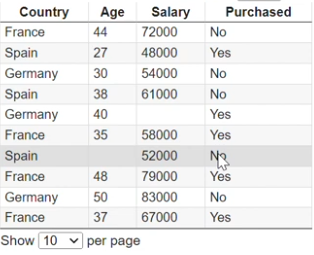 Country Age Salary Purchased
France 44 72000 No
Spain 27 48000 Yes
Germany 30 54000 No
Spain 38 61000 No
Germany 40 Yes
France 35 58000 Yes
Spain 52000 No
France 48 79000 Yes
Germany 50 83000 No
France 37 67000 Yes
Show 10 per page